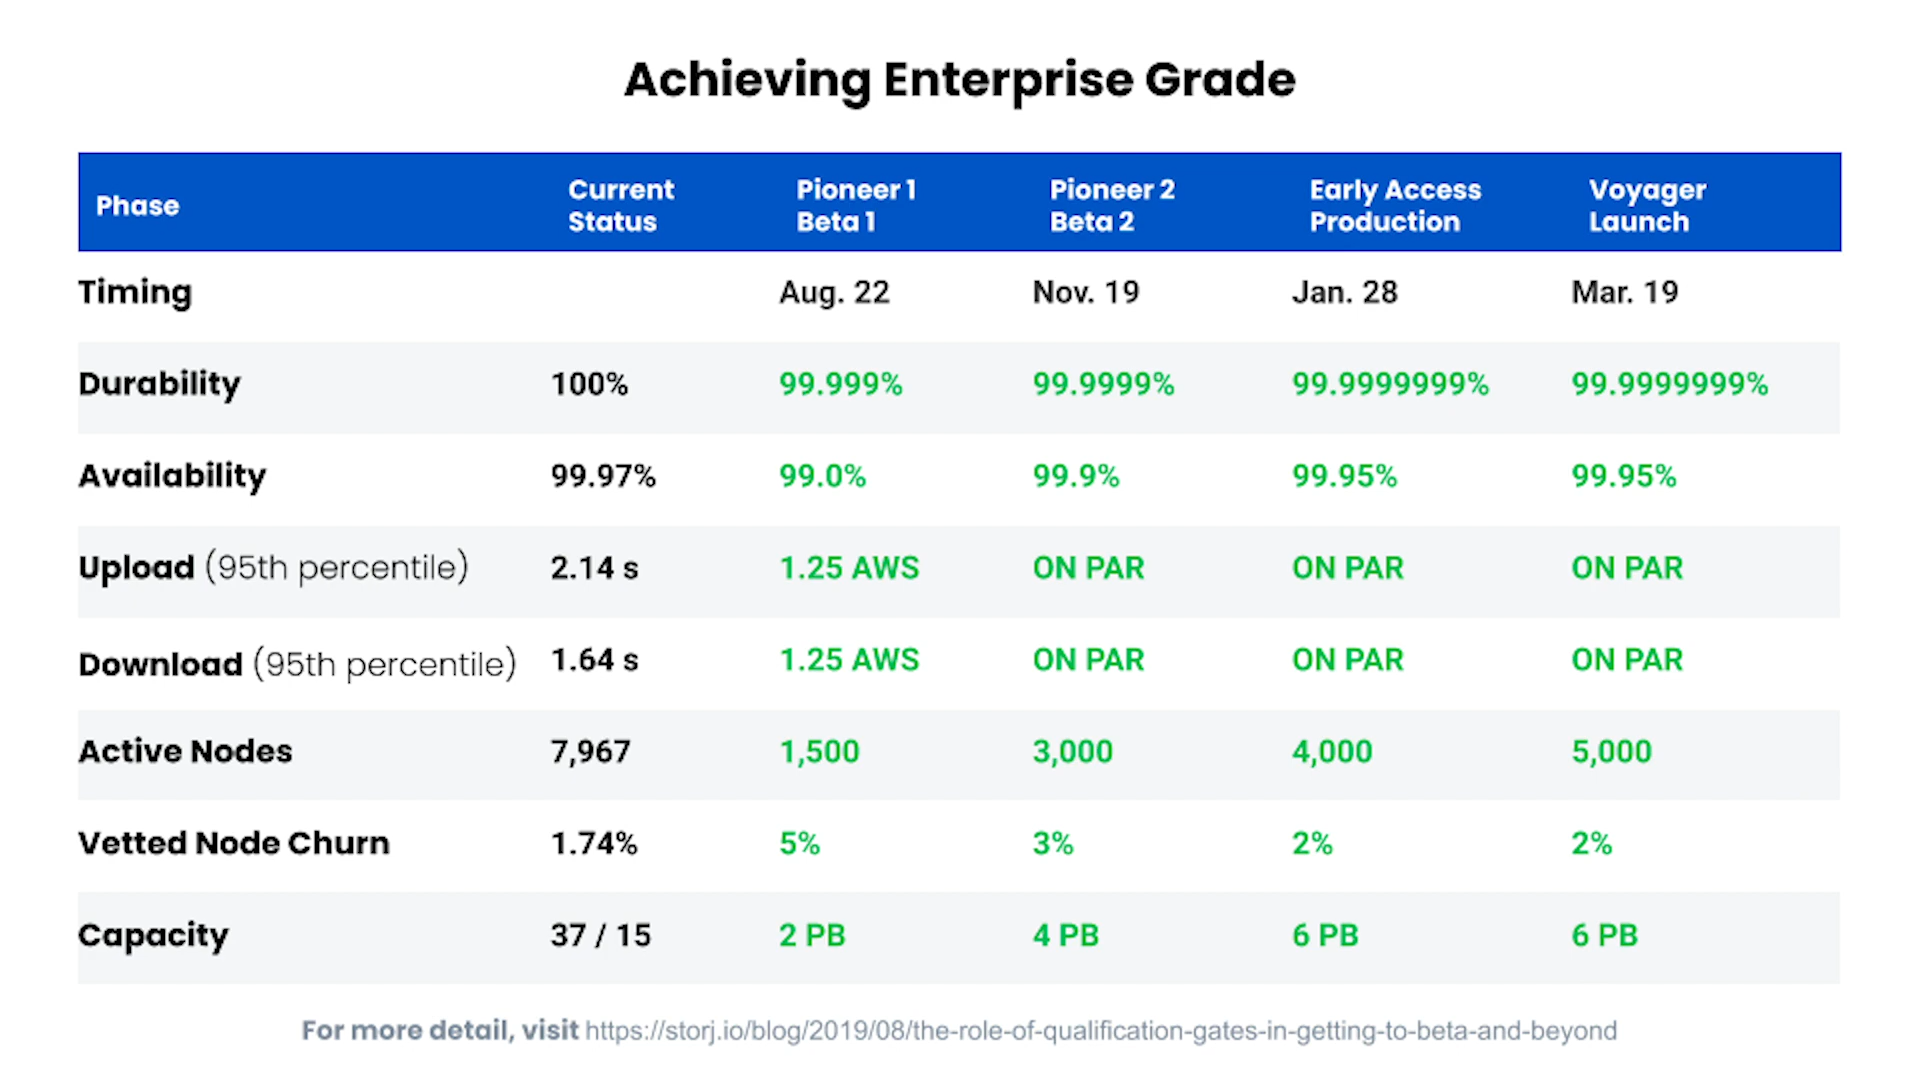 Achieving Enterprise Grade
Phase Current Status Pioneer 1 Beta 1 Pioneer 2 Beta 2 Early Access Production Voyager Launch
Timing Aug. 22 Nov. 19 Jan. 28 Mar. 19
Durability 100% 99.999% 99.9999% 99.9999999% 99.9999999%
Availability 99.97% 99.0% 99.9% 99.95% 99.95%
Upload (95th percentile) 2.14 s 1.25 AWS ON PAR ON PAR ON PAR
Download (95th percentile) 1.64 s 1.25 AWS ON PAR ON PAR ON PAR
Active Nodes 7,967 1,500 3,000 4,000 5,000
Vetted Node Churn 1.74% 5% 3% 2% 2%
Capacity 37 / 15 2 PB 4 PB 6 PB 6 PB
For more detail, visit https://storj.io/blog/2019/08/the-role-of-qualification-gates-in-getting-to-beta-and-beyond